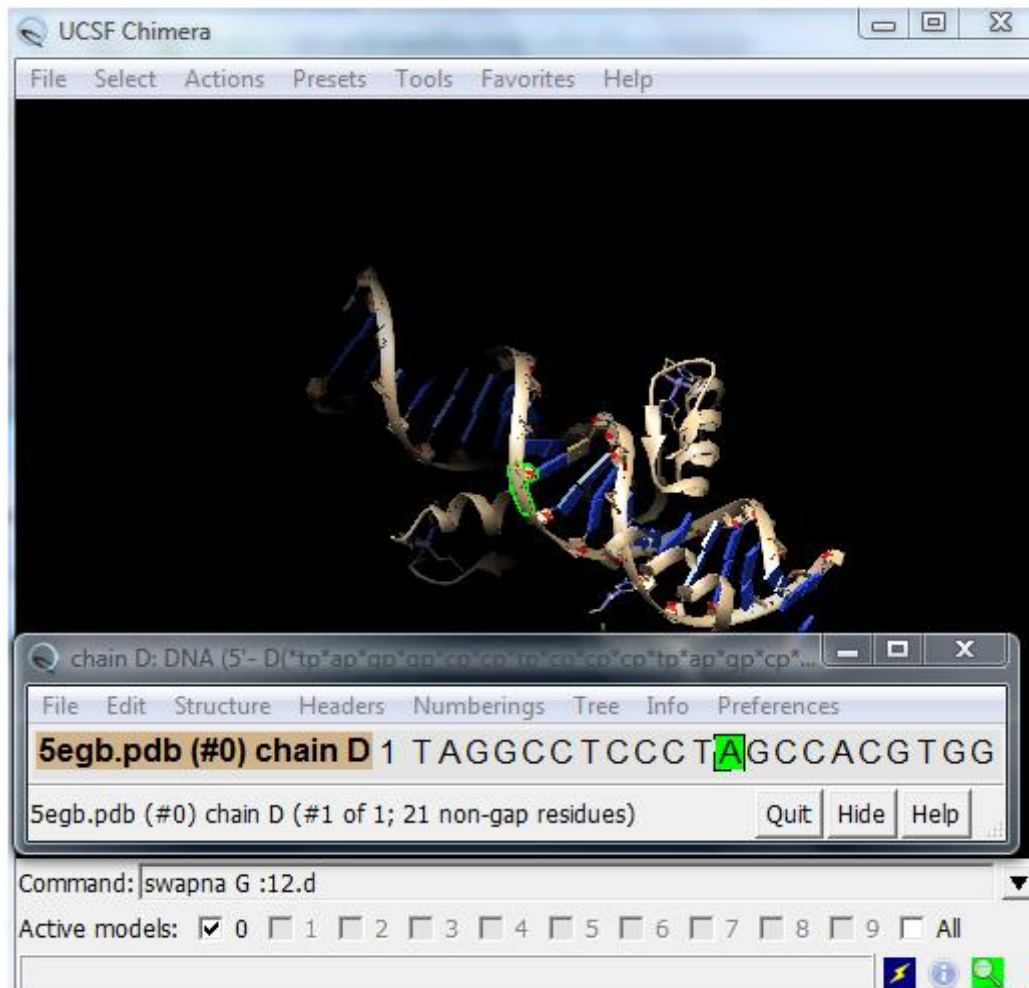 UCSF Chimera
File Select Actions Presets Tools Favorites Help
chain D: DNA (5'- D(*tp*ap*gp*gp*cp*cp*tp*cp*cp*cp*tp*ap*gp*cp*...
File Edit Structure Headers Numberings Tree Info Preferences
5egb.pdb (#0) chain D 1 TAGGCCTCCCTAGCCACGTGG
5egb.pdb (#0) chain D (#1 of 1; 21 non-gap residues) Quit Hide Help
Command: swapna G :12.d
Active models: 0 1 2 3 4 5 6 7 8 9 All